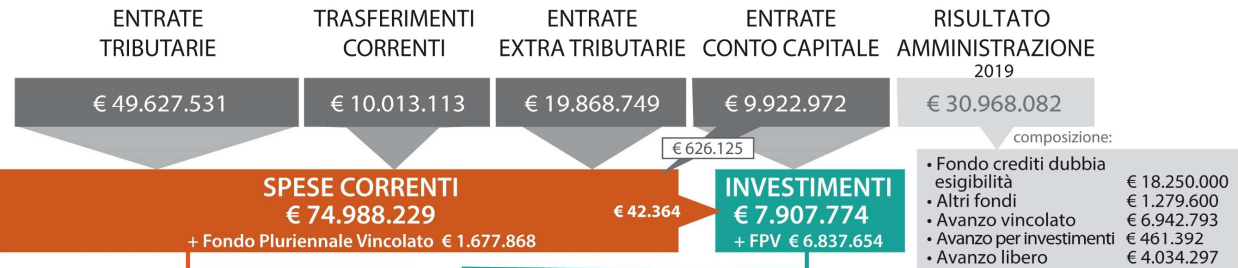 ENTRATE
TRIBUTARIE
TRASFERIMENTI
CORRENTI
ENTRATE
EXTRA TRIBUTARIE
ENTRATE
CONTO CAPITALE
RISULTATO
AMMINISTRAZIONE
2019
€ 49.627.531
€ 10.013.113
€ 19.868.749
€ 9.922.972
€ 30.968.082
€ 626.125
composizione:
SPESE CORRENTI
€ 74.988.229
+ Fondo Pluriennale Vincolato € 1.677.868
€ 42.364
INVESTIMENTI
€ 7.907.774
+ FPV € 6.837.654
• Fondo crediti dubbia
esigibilità € 18.250.000
• Altri fondi € 1.279.600
• Avanzo vincolato € 6.942.793
• Avanzo per investimenti € 461.392
• Avanzo libero € 4.034.297